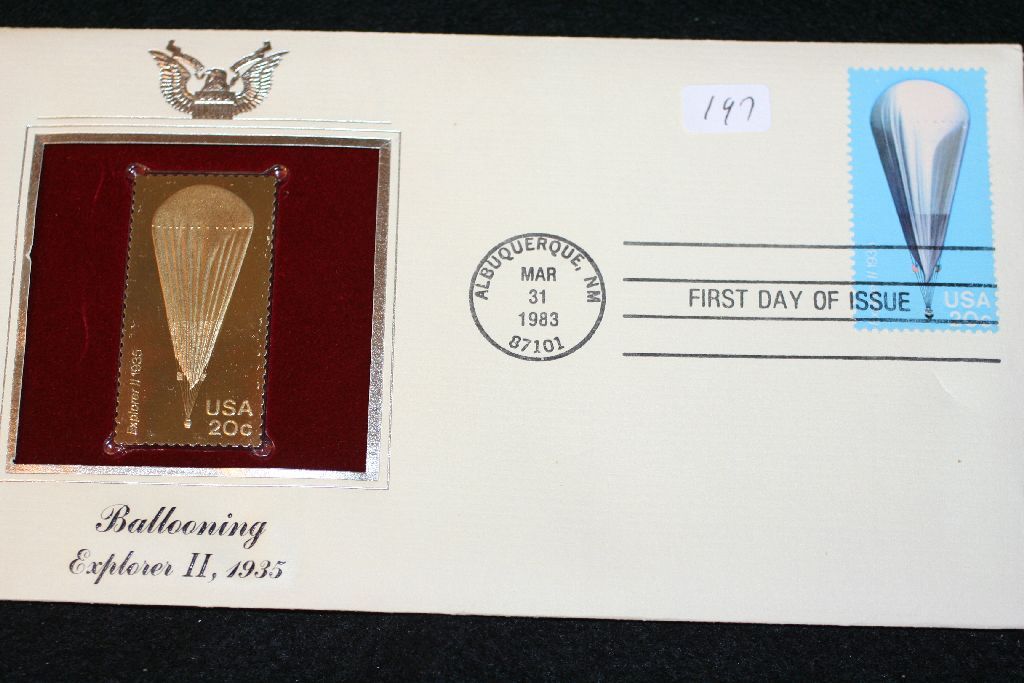 197
Explorer II 1935
USA
20c
ALBUQUERQUE, NM
MAR
31
1983
87101
FIRST DAY OF ISSUE
USA
20c
Ballooning
Explorer II, 1935